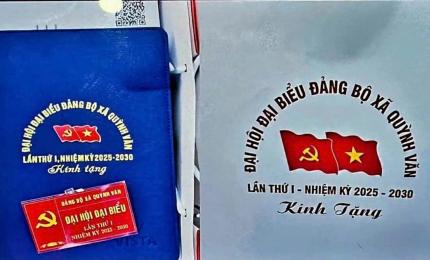 ĐẠI HỘI ĐẠI BIỂU ĐẢNG BỘ XÃ QUỲNH VĂN
LẦN THỨ I, NHIỆM KỲ 2025-2030
Kính tặng
ĐẢNG BỘ XÃ QUỲNH VĂN
ĐẠI HỘI ĐẠI BIỂU
LẦN THỨ I
NHIỆM KỲ 2025 - 2030
VISTA
ĐẠI HỘI ĐẠI BIỂU ĐẢNG BỘ XÃ QUỲNH VĂN
LẦN THỨ I - NHIỆM KỲ 2025 - 2030
Kính Tặng